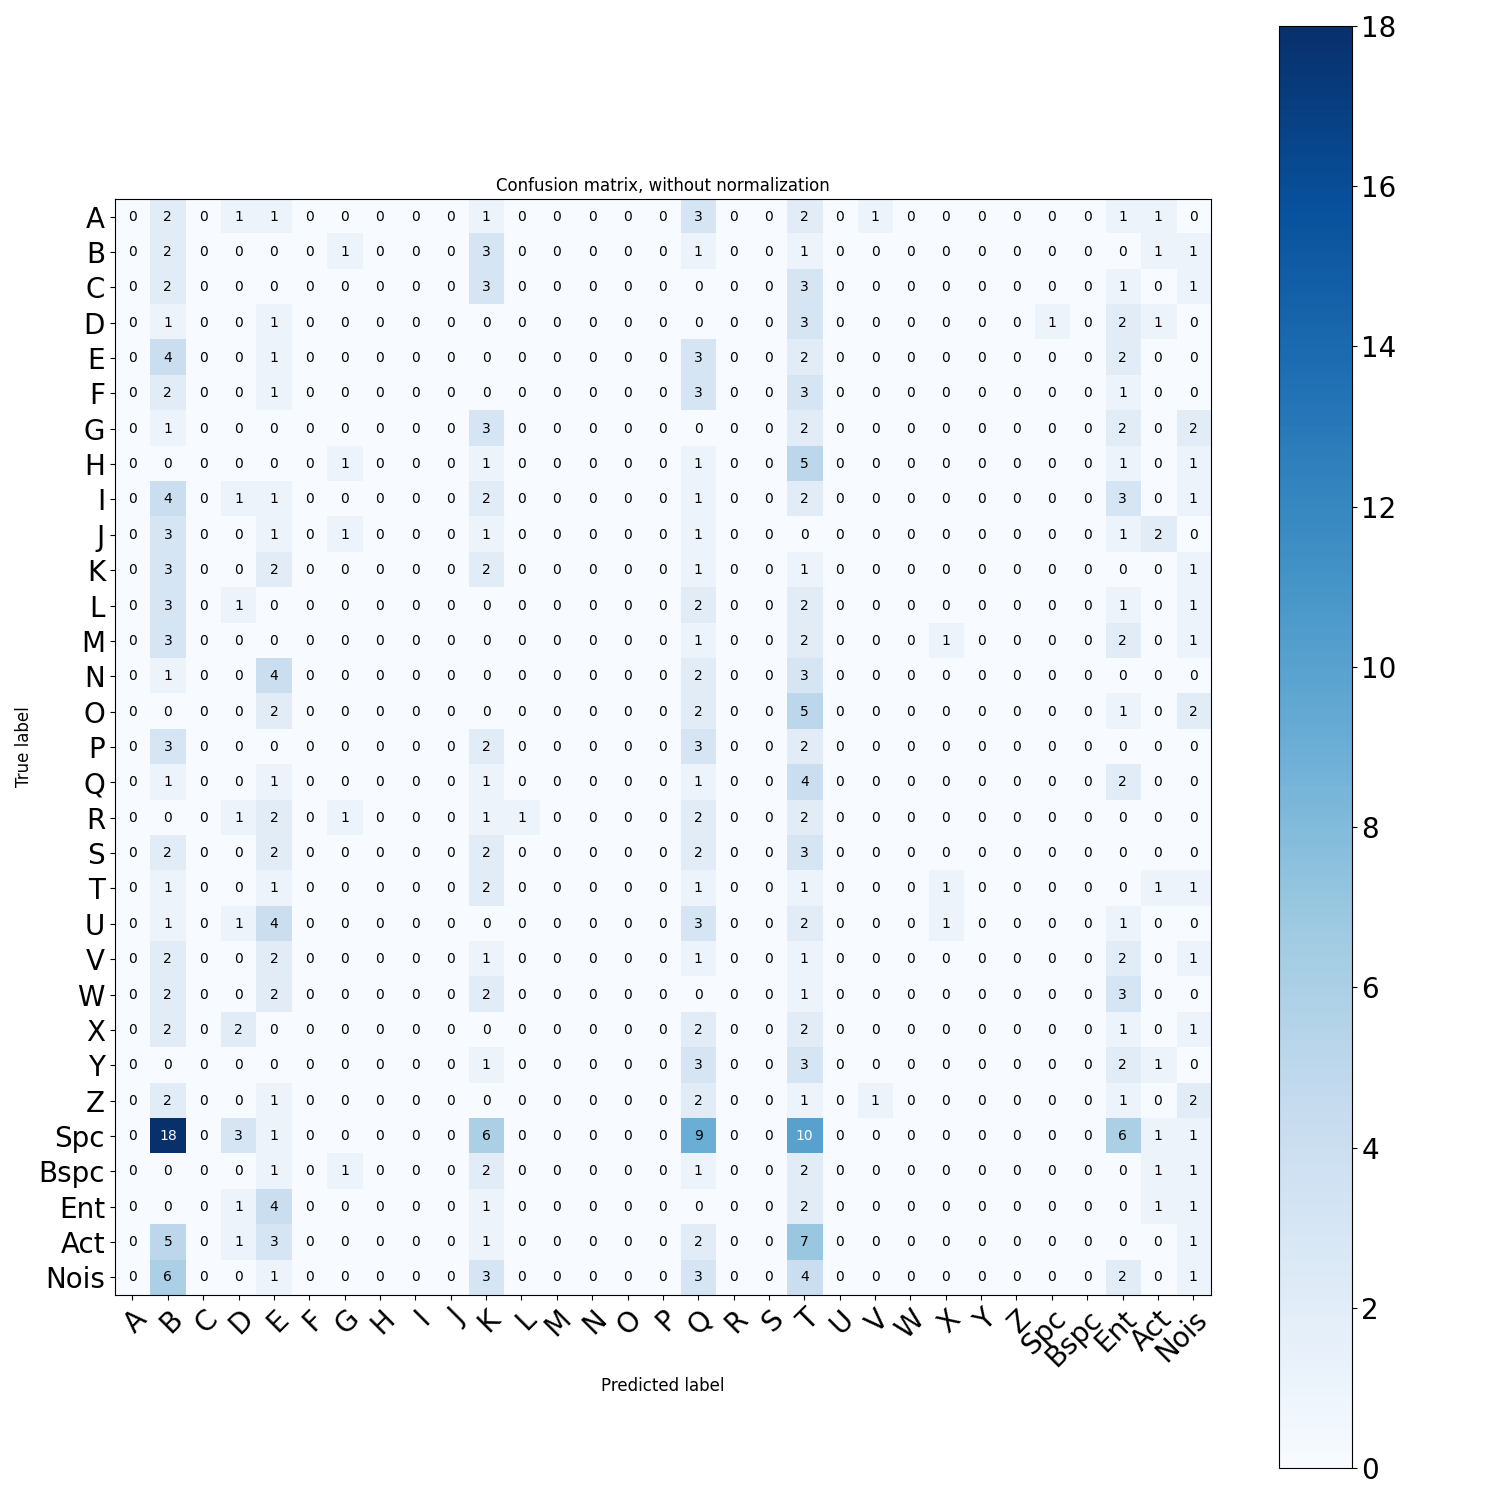 Confusion matrix, without normalization
True label
A 0 2 0 1 1 0 0 0 0 0 1 0 0 0 0 0 3 0 0 2 0 1 0 0 0 0 0 0 1 1 0
B 0 2 0 0 0 0 1 0 0 0 3 0 0 0 0 0 1 0 0 1 0 0 0 0 0 0 0 0 0 1 1
C 0 2 0 0 0 0 0 0 0 0 3 0 0 0 0 0 0 0 0 3 0 0 0 0 0 0 0 0 1 0 1
D 0 1 0 0 1 0 0 0 0 0 0 0 0 0 0 0 0 0 0 3 0 0 0 0 0 0 1 0 2 1 0
E 0 4 0 0 1 0 0 0 0 0 0 0 0 0 0 0 3 0 0 2 0 0 0 0 0 0 0 0 2 0 0
F 0 2 0 0 1 0 0 0 0 0 0 0 0 0 0 0 3 0 0 3 0 0 0 0 0 0 0 0 1 0 0
G 0 1 0 0 0 0 0 0 0 0 3 0 0 0 0 0 0 0 0 2 0 0 0 0 0 0 0 0 2 0 2
H 0 0 0 0 0 0 1 0 0 0 1 0 0 0 0 0 1 0 0 5 0 0 0 0 0 0 0 0 1 0 1
I 0 4 0 1 1 0 0 0 0 0 2 0 0 0 0 0 1 0 0 2 0 0 0 0 0 0 0 0 3 0 1
J 0 3 0 0 1 0 1 0 0 0 1 0 0 0 0 0 1 0 0 0 0 0 0 0 0 0 0 0 1 2 0
K 0 3 0 0 2 0 0 0 0 0 2 0 0 0 0 0 1 0 0 1 0 0 0 0 0 0 0 0 0 0 1
L 0 3 0 1 0 0 0 0 0 0 0 0 0 0 0 0 2 0 0 2 0 0 0 0 0 0 0 0 1 0 1
M 0 3 0 0 0 0 0 0 0 0 0 0 0 0 0 0 1 0 0 2 0 0 0 1 0 0 0 0 2 0 1
N 0 1 0 0 4 0 0 0 0 0 0 0 0 0 0 0 2 0 0 3 0 0 0 0 0 0 0 0 0 0 0
O 0 0 0 0 2 0 0 0 0 0 0 0 0 0 0 0 2 0 0 5 0 0 0 0 0 0 0 0 1 0 2
P 0 3 0 0 0 0 0 0 0 0 2 0 0 0 0 0 3 0 0 2 0 0 0 0 0 0 0 0 0 0 0
Q 0 1 0 0 1 0 0 0 0 0 1 0 0 0 0 0 1 0 0 4 0 0 0 0 0 0 0 0 2 0 0
R 0 0 0 1 2 0 1 0 0 0 1 1 0 0 0 0 2 0 0 2 0 0 0 0 0 0 0 0 0 0 0
S 0 2 0 0 2 0 0 0 0 0 2 0 0 0 0 0 2 0 0 3 0 0 0 0 0 0 0 0 0 0 0
T 0 1 0 0 1 0 0 0 0 0 2 0 0 0 0 0 1 0 0 1 0 0 0 1 0 0 0 0 0 1 1
U 0 1 0 1 4 0 0 0 0 0 0 0 0 0 0 0 3 0 0 2 0 0 0 1 0 0 0 0 1 0 0
V 0 2 0 0 2 0 0 0 0 0 1 0 0 0 0 0 1 0 0 1 0 0 0 0 0 0 0 0 2 0 1
W 0 2 0 0 2 0 0 0 0 0 2 0 0 0 0 0 0 0 0 1 0 0 0 0 0 0 0 0 3 0 0
X 0 2 0 2 0 0 0 0 0 0 0 0 0 0 0 0 2 0 0 2 0 0 0 0 0 0 0 0 1 0 1
Y 0 0 0 0 0 0 0 0 0 0 1 0 0 0 0 0 3 0 0 3 0 0 0 0 0 0 0 0 2 1 0
Z 0 2 0 0 1 0 0 0 0 0 0 0 0 0 0 0 2 0 0 1 0 1 0 0 0 0 0 0 1 0 2
Spc 0 18 0 3 1 0 0 0 0 0 6 0 0 0 0 0 9 0 0 10 0 0 0 0 0 0 0 0 6 1 1
Bspc 0 0 0 0 1 0 1 0 0 0 2 0 0 0 0 0 1 0 0 2 0 0 0 0 0 0 0 0 0 1 1
Ent 0 0 0 1 4 0 0 0 0 0 1 0 0 0 0 0 0 0 0 2 0 0 0 0 0 0 0 0 0 1 1
Act 0 5 0 1 3 0 0 0 0 0 1 0 0 0 0 0 2 0 0 7 0 0 0 0 0 0 0 0 0 0 1
Nois 0 6 0 0 1 0 0 0 0 0 3 0 0 0 0 0 3 0 0 4 0 0 0 0 0 0 0 0 2 0 1
A B C D E F G H I J K L M N O P Q R S T U V W X Y Z Spc Bspc Ent Act Nois
Predicted label
18
16
14
12
10
8
6
4
2
0